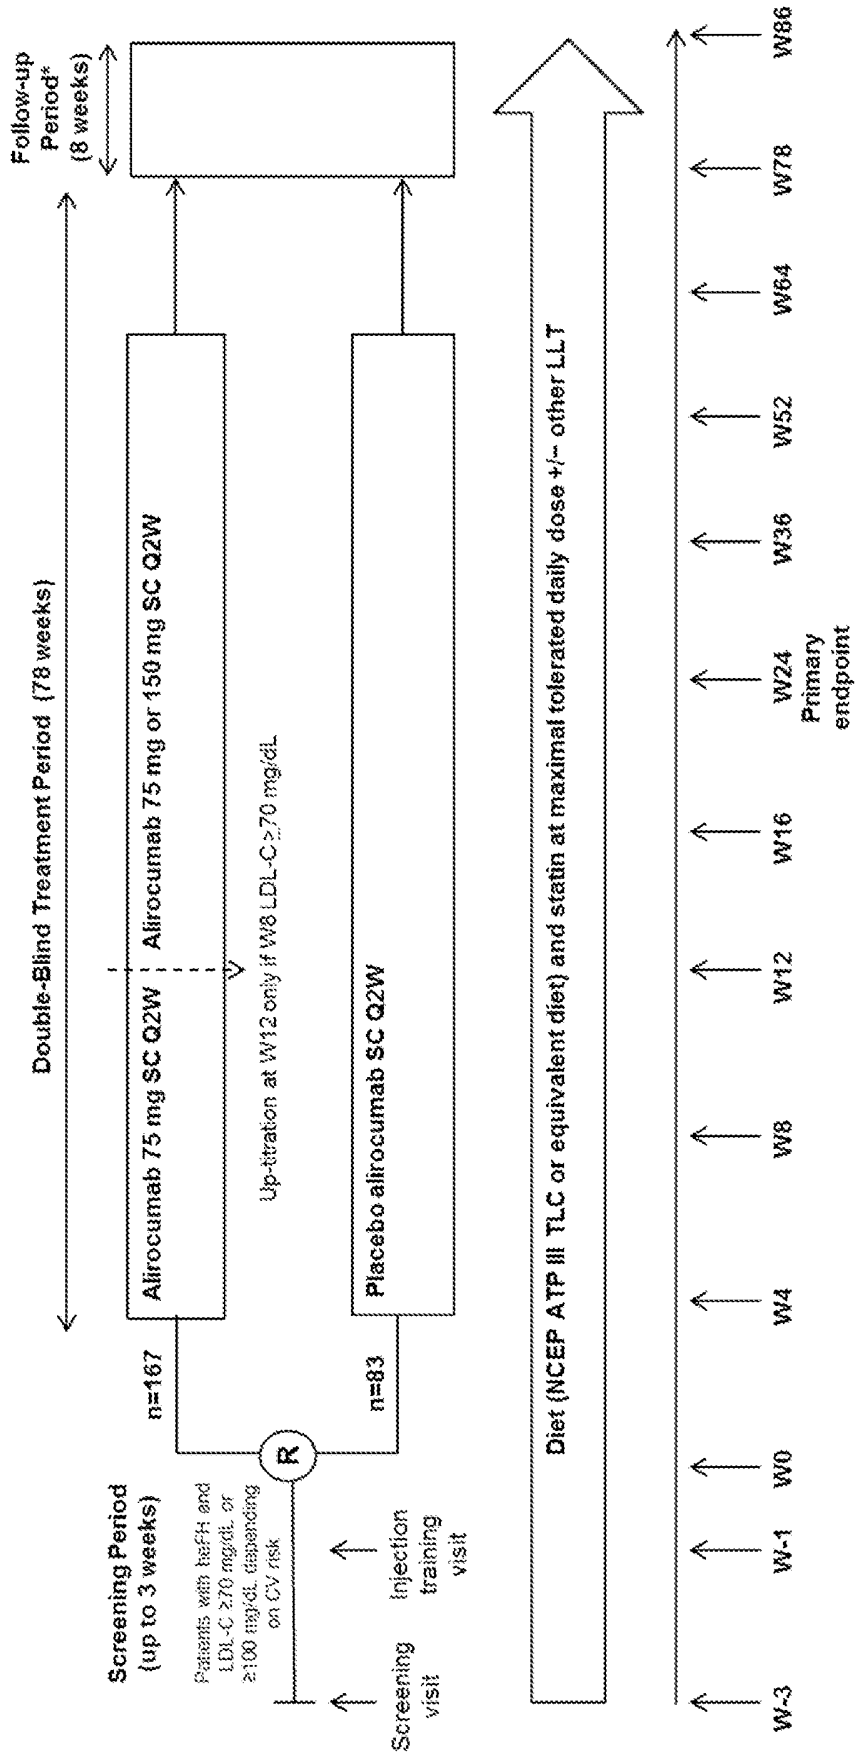 Screening Period
(up to 3 weeks)
Double-Blind Treatment Period (78 weeks)
Follow-up
Period*
(8 weeks)
Patients with heFH and
LDL-C ≥70 mg/dL or
≥100 mg/dL depending
on CV risk
n=167
Alirocumab 75 mg SC Q2W
Alirocumab 75 mg or 150 mg SC Q2W
Up-titration at W12 only if W8 LDL-C ≥70 mg/dL
R
n=83
Placebo alirocumab SC Q2W
Screening
visit
Injection
training
visit
Diet (NCEP ATP III TLC or equivalent diet) and statin at maximal tolerated daily dose +/− other LLT
W-3
W-1
W0
W4
W8
W12
W16
W24
W36
W52
W64
W78
W86
Primary
endpoint